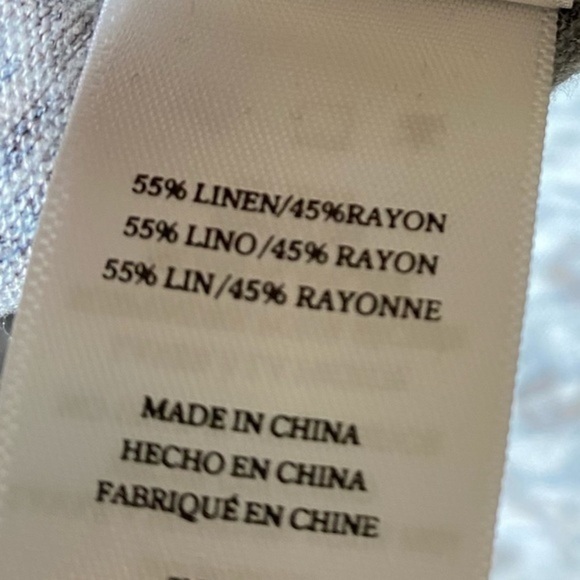 55% LINEN/45%RAYON
55% LINO/45% RAYON
55% LIN/45% RAYONNE
MADE IN CHINA
HECHO EN CHINA
FABRIQUÉ EN CHINE